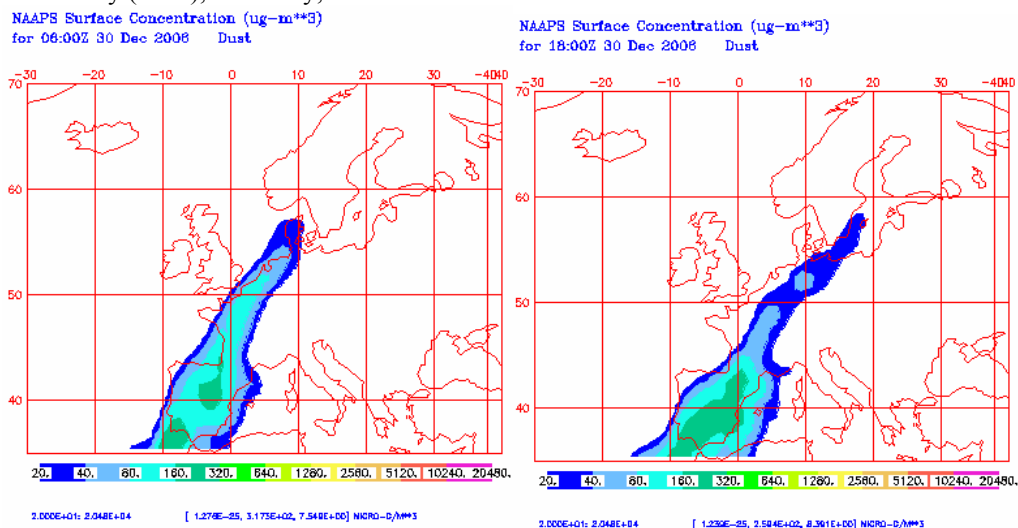 NAAPS Surface Concentration (ug-m**3)
for 06:00Z 30 Dec 2006 Dust
-30 -20 -10 0 10 20 30 -40
70
60
50
40
20. 40. 80. 160. 320. 640. 1280. 2560. 5120. 10240. 20480.
2.000E+01: 2.048E+04 [ 1.276E-25, 3.173E+02, 7.549E+00] MICRO-G/M**3
NAAPS Surface Concentration (ug-m**3)
for 18:00Z 30 Dec 2006 Dust
-30 -20 -10 0 10 20 30 40
70
60
50
40
20. 40. 80. 160. 320. 640. 1280. 2560. 5120. 10240. 20480.
2.000E+01: 2.048E+04 [ 1.239E-25, 2.594E+02, 8.391E+00] MICRO-G/M**3